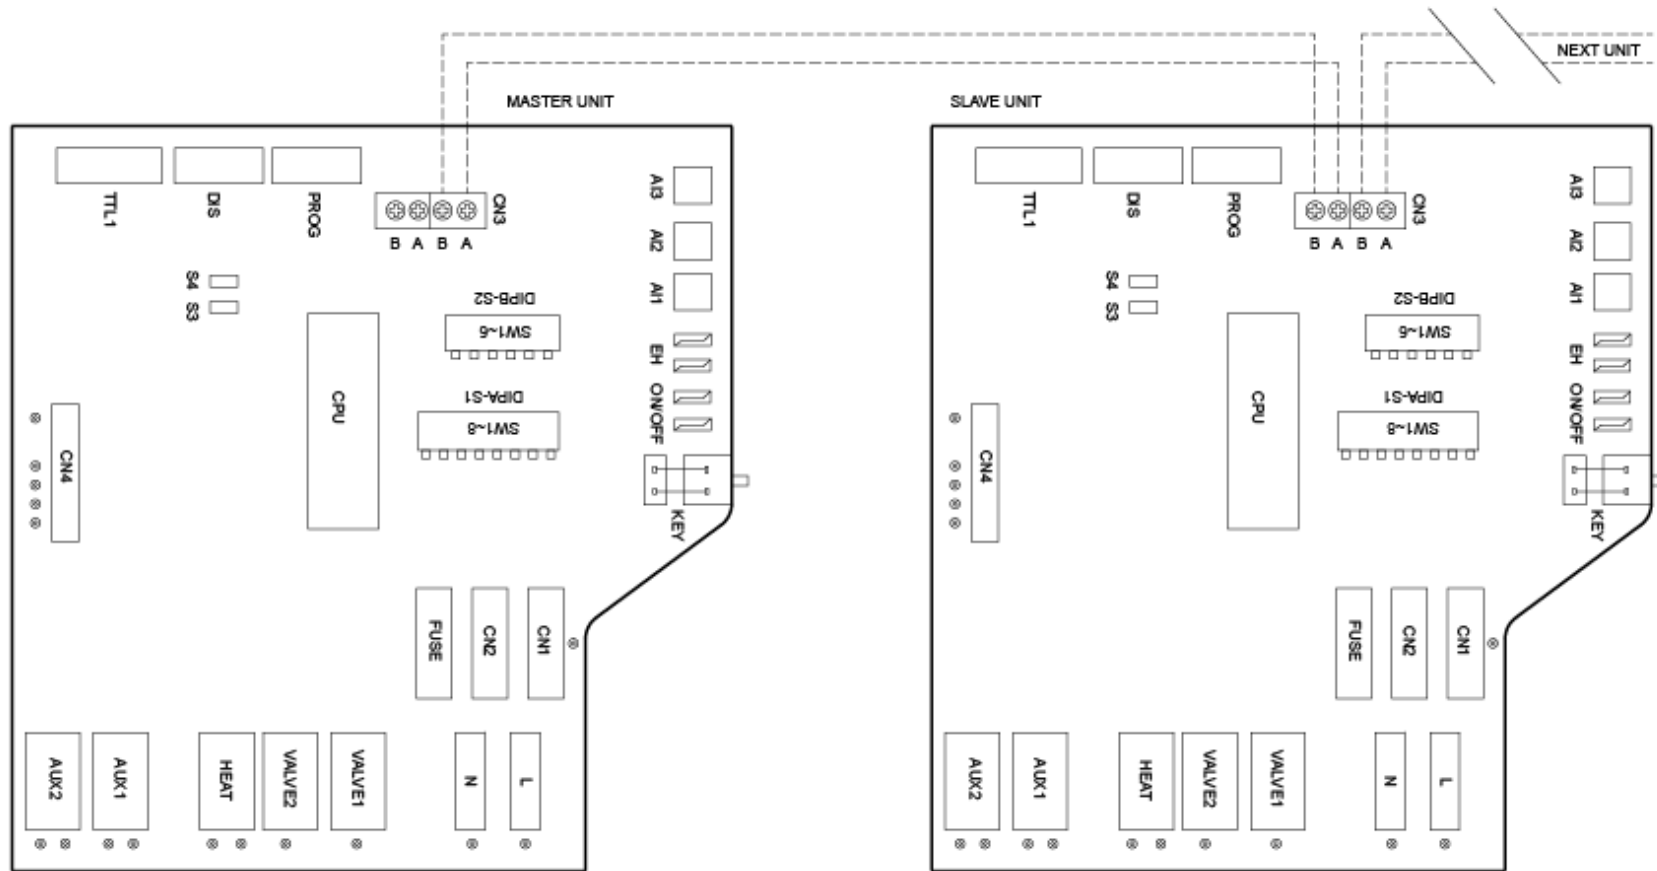 NEXT UNIT
MASTER UNIT
SLAVE UNIT
TTL1
DIS
PROG
CN3
B A B A
AI3
AI2
AI1
S4
S3
DIPB-S2
SW1~6
EH
DIPA-S1
SW1~8
ON/OFF
CPU
CN4
KEY
FUSE
CN2
CN1
AUX2
AUX1
HEAT
VALVE2
VALVE1
N
L
TTL1
DIS
PROG
CN3
B A B A
AI3
AI2
AI1
S4
S3
DIPB-S2
SW1~6
EH
DIPA-S1
SW1~8
ON/OFF
CPU
CN4
KEY
FUSE
CN2
CN1
AUX2
AUX1
HEAT
VALVE2
VALVE1
N
L